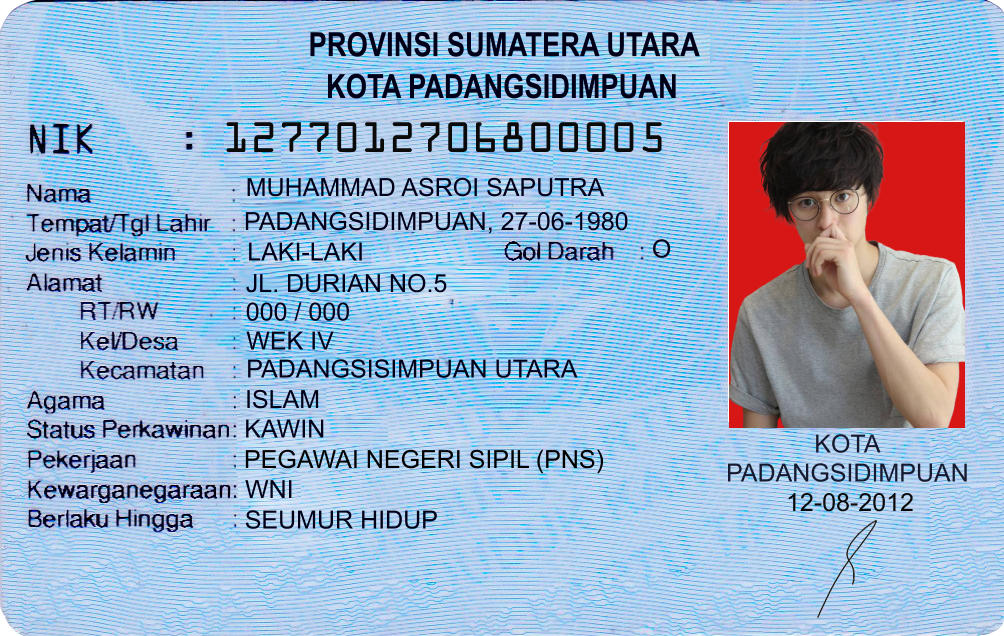 PROVINSI SUMATERA UTARA
KOTA PADANGSIDIMPUAN
NIK : 1277012706800005
Nama : MUHAMMAD ASROI SAPUTRA
Tempat/Tgl Lahir : PADANGSIDIMPUAN, 27-06-1980
Jenis Kelamin : LAKI-LAKI Gol Darah : O
Alamat : JL. DURIAN NO.5
RT/RW : 000 / 000
Kel/Desa : WEK IV
Kecamatan : PADANGSISIMPUAN UTARA
Agama : ISLAM
Status Perkawinan: KAWIN
Pekerjaan : PEGAWAI NEGERI SIPIL (PNS)
Kewarganegaraan: WNI
Berlaku Hingga : SEUMUR HIDUP
KOTA
PADANGSIDIMPUAN
12-08-2012